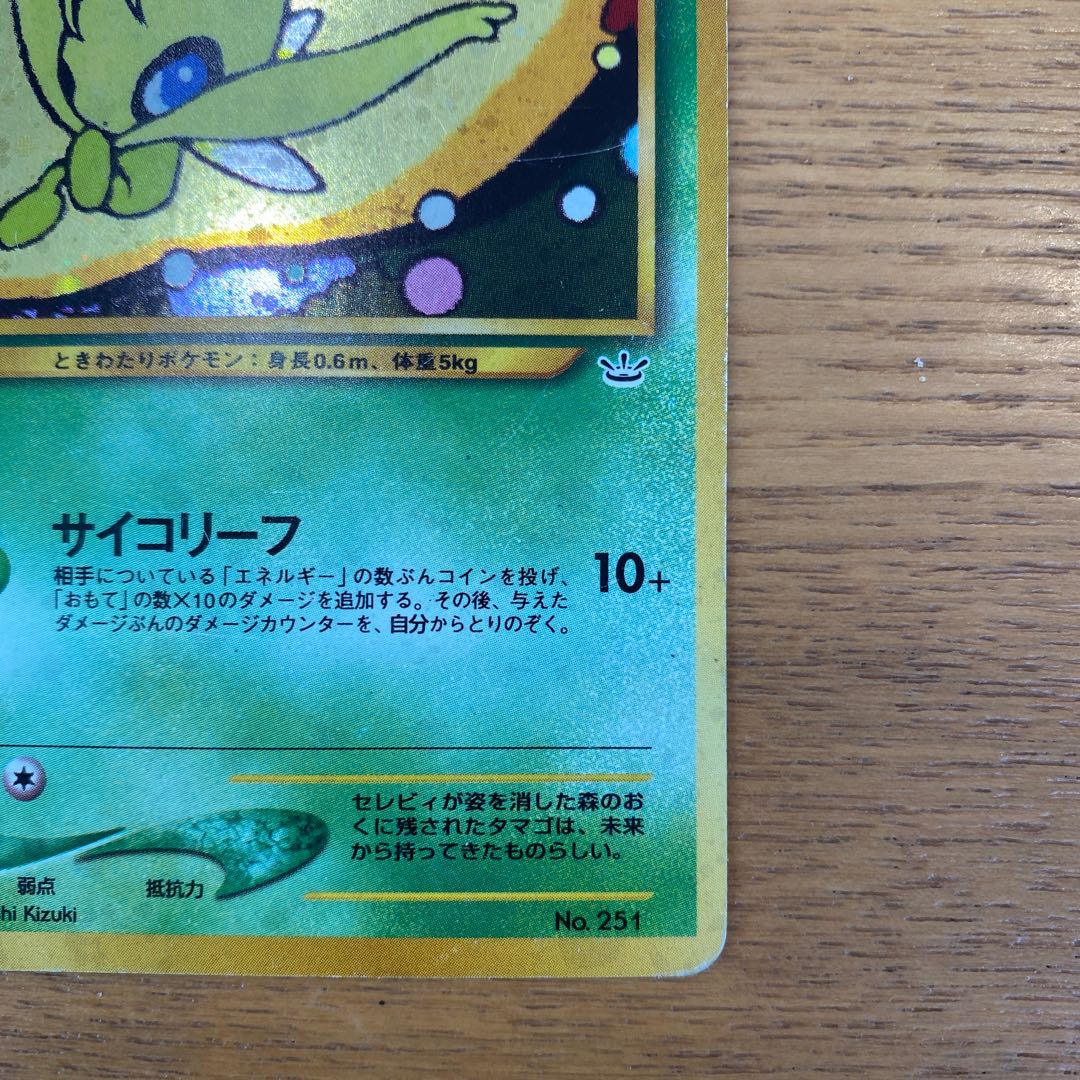 ときわたりポケモン：身長0.6m、体重5kg
サイコリーフ
相手についている「エネルギー」の数ぶんコインを投げ、
「おもて」の数×10のダメージを追加する。その後、与えた
ダメージぶんのダメージカウンターを、自分からとりのぞく。
10+
セレビィが姿を消した森のお
くに残されたタマゴは、未来
から持ってきたものらしい。
弱点
抵抗力
hi Kizuki
No. 251